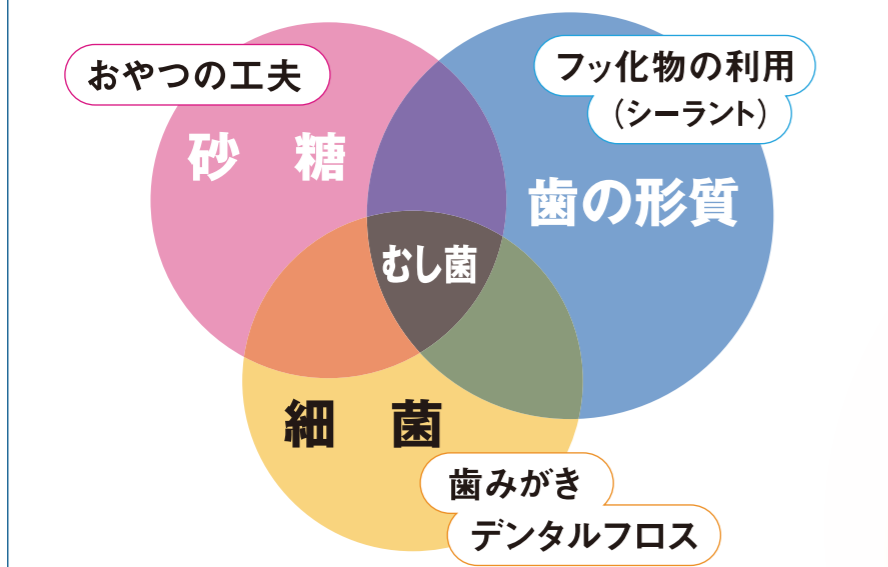 おやつの工夫
フッ化物の利用
（シーラント）
砂　糖
歯の形質
むし菌
細　菌
歯みがき
デンタルフロス